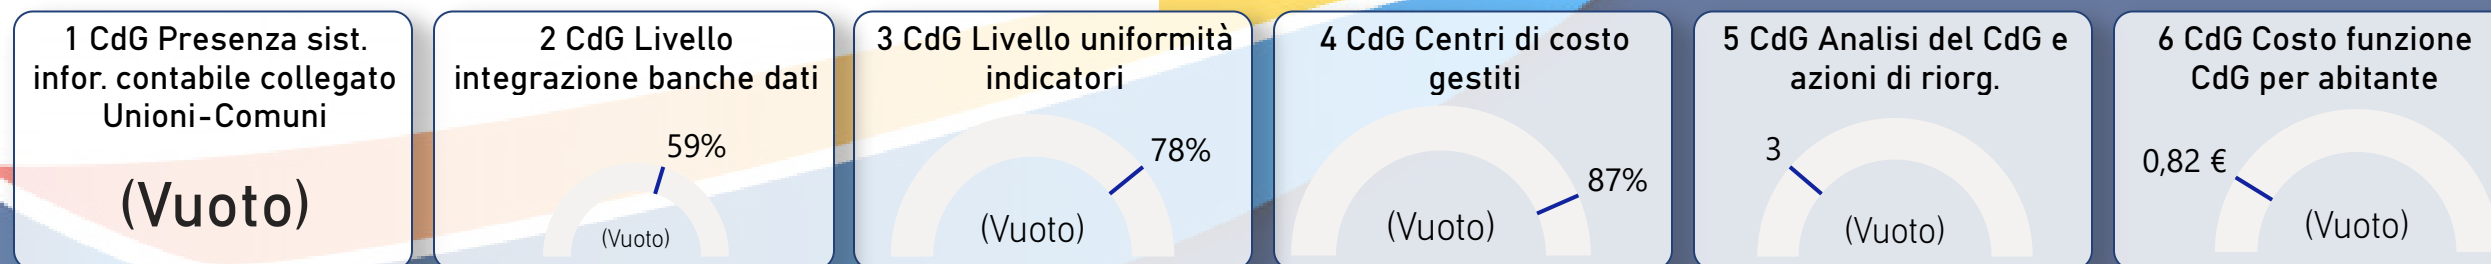 1 CdG Presenza sist.
infor. contabile collegato
Unioni-Comuni
(Vuoto)
2 CdG Livello
integrazione banche dati
59%
(Vuoto)
3 CdG Livello uniformità
indicatori
78%
(Vuoto)
4 CdG Centri di costo
gestiti
87%
(Vuoto)
5 CdG Analisi del CdG e
azioni di riorg.
3
(Vuoto)
6 CdG Costo funzione
CdG per abitante
0,82 €
(Vuoto)